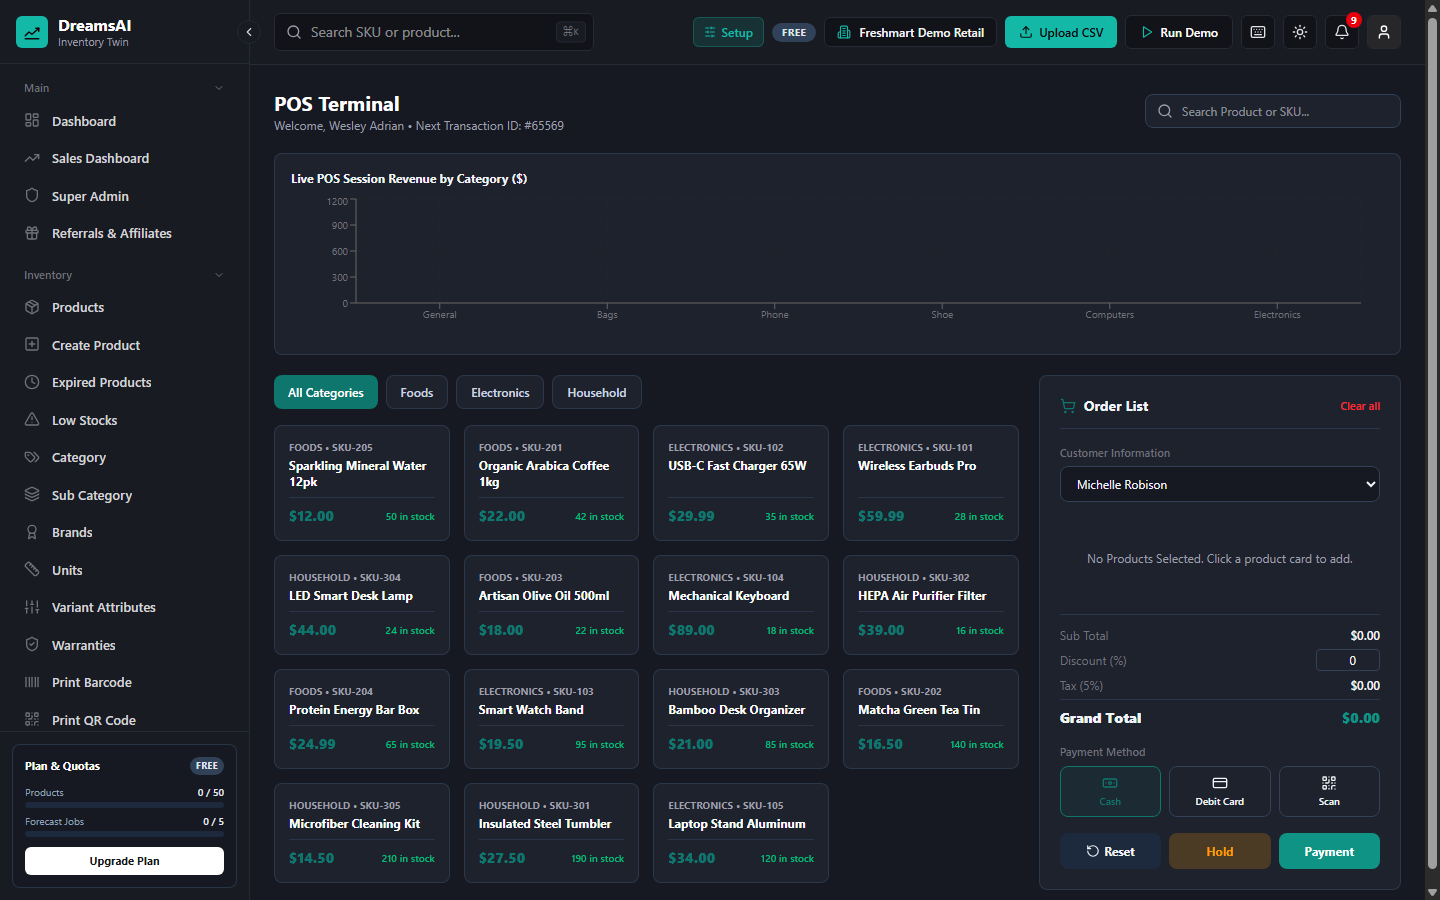 DreamsAI
Inventory Twin
Search SKU or product...
⌘K
Setup
FREE
Freshmart Demo Retail
Upload CSV
Run Demo
9
Main
Dashboard
Sales Dashboard
Super Admin
Referrals & Affiliates
Inventory
Products
Create Product
Expired Products
Low Stocks
Category
Sub Category
Brands
Units
Variant Attributes
Warranties
Print Barcode
Print QR Code
Plan & Quotas
FREE
Products 0 / 50
Forecast Jobs 0 / 5
Upgrade Plan
POS Terminal
Welcome, Wesley Adrian • Next Transaction ID: #65569
Search Product or SKU...
Live POS Session Revenue by Category ($)
1200
900
600
300
0
General Bags Phone Shoe Computers Electronics
All Categories Foods Electronics Household
FOODS • SKU-205
Sparkling Mineral Water
12pk
$12.00 50 in stock
FOODS • SKU-201
Organic Arabica Coffee
1kg
$22.00 42 in stock
ELECTRONICS • SKU-102
USB-C Fast Charger 65W
$29.99 35 in stock
ELECTRONICS • SKU-101
Wireless Earbuds Pro
$59.99 28 in stock
HOUSEHOLD • SKU-304
LED Smart Desk Lamp
$44.00 24 in stock
FOODS • SKU-203
Artisan Olive Oil 500ml
$18.00 22 in stock
ELECTRONICS • SKU-104
Mechanical Keyboard
$89.00 18 in stock
HOUSEHOLD • SKU-302
HEPA Air Purifier Filter
$39.00 16 in stock
FOODS • SKU-204
Protein Energy Bar Box
$24.99 65 in stock
ELECTRONICS • SKU-103
Smart Watch Band
$19.50 95 in stock
HOUSEHOLD • SKU-303
Bamboo Desk Organizer
$21.00 85 in stock
FOODS • SKU-202
Matcha Green Tea Tin
$16.50 140 in stock
HOUSEHOLD • SKU-305
Microfiber Cleaning Kit
$14.50 210 in stock
HOUSEHOLD • SKU-301
Insulated Steel Tumbler
$27.50 190 in stock
ELECTRONICS • SKU-105
Laptop Stand Aluminum
$34.00 120 in stock
Order List
Clear all
Customer Information
Michelle Robison
No Products Selected. Click a product card to add.
Sub Total $0.00
Discount (%) 0
Tax (5%) $0.00
Grand Total $0.00
Payment Method
Cash Debit Card Scan
Reset Hold Payment